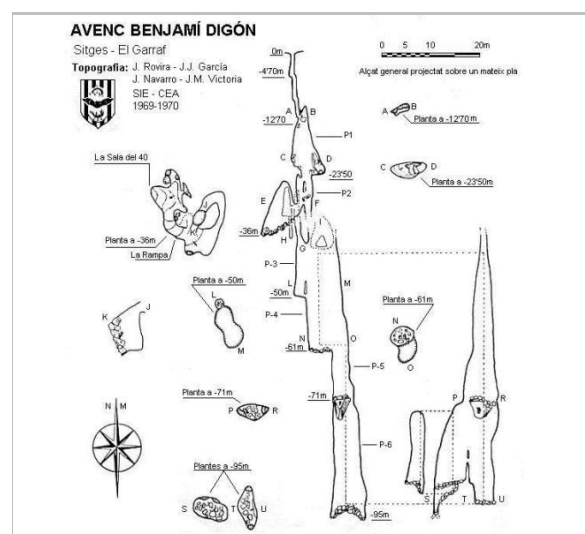 AVENC BENJAMÍ DIGÓN
Sitges - El Garraf
Topografia: J. Rovira - J.J. García
J. Navarro - J.M. Victoria
SIE - CEA
1969-1970
0m
-4'70m
A B
-12'70
P1
C D
-23'50
P2
E F
-36m
H G I
P-3
L
-50m
M
P-4
N O
-61m
P-5
-71m
P-6
-95m
0 5 10 20m
Alçat general projectat sobre un mateix pla
A B
Planta a -12'70m
C D
Planta a -23'50m
La Sala del 40
Planta a -36m
La Rampa
J
K
J
K
Planta a -50m
L
M
Planta a -61m
N
O
Planta a -71m
P R
N M
Plantes a -95m
S T U
P R
S T U